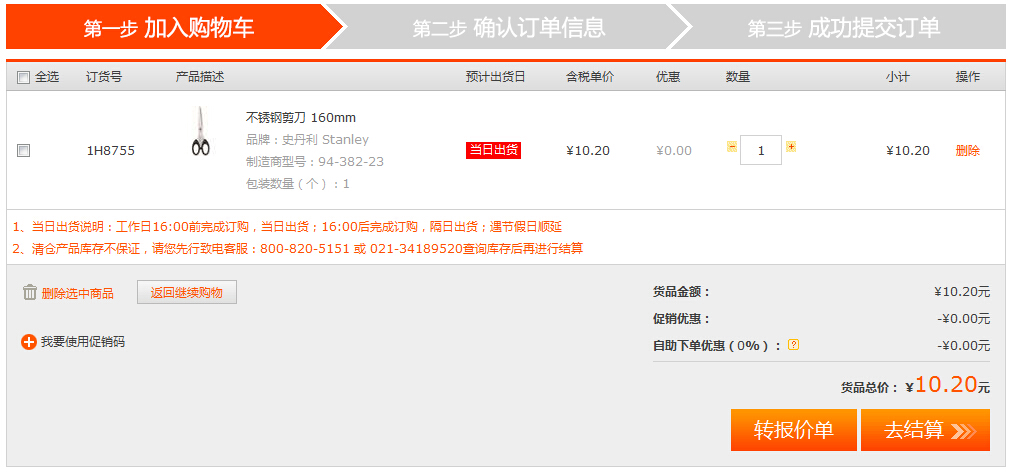 第一步 加入购物车
第二步 确认订单信息
第三步 成功提交订单
全选 订货号 产品描述 预计出货日 含税单价 优惠 数量 小计 操作
不锈钢剪刀 160mm
品牌：史丹利 Stanley
1H8755 当日出货 ¥10.20 ¥0.00 − 1 + ¥10.20 删除
制造商型号：94-382-23
包装数量（个）：1
1、当日出货说明：工作日16:00前完成订购，当日出货；16:00后完成订购，隔日出货；遇节假日顺延
2、清仓产品库存不保证，请您先行致电客服：800-820-5151 或 021-34189520查询库存后再进行结算
删除选中商品 返回继续购物
货品金额： ¥10.20元
促销优惠： -¥0.00元
我要使用促销码
自助下单优惠（0%）： ? -¥0.00元
货品总价： ¥10.20元
转报价单 去结算